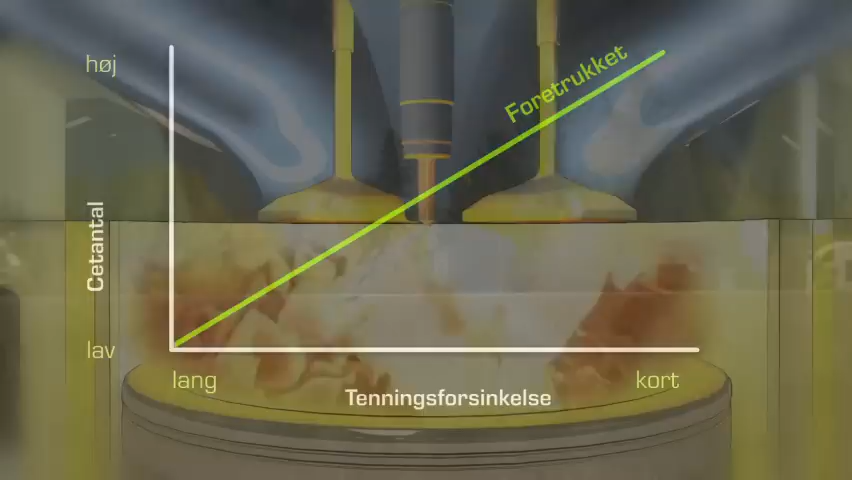 høj
Foretrukket
Cetantal
lav
lang
kort
Tenningsforsinkelse